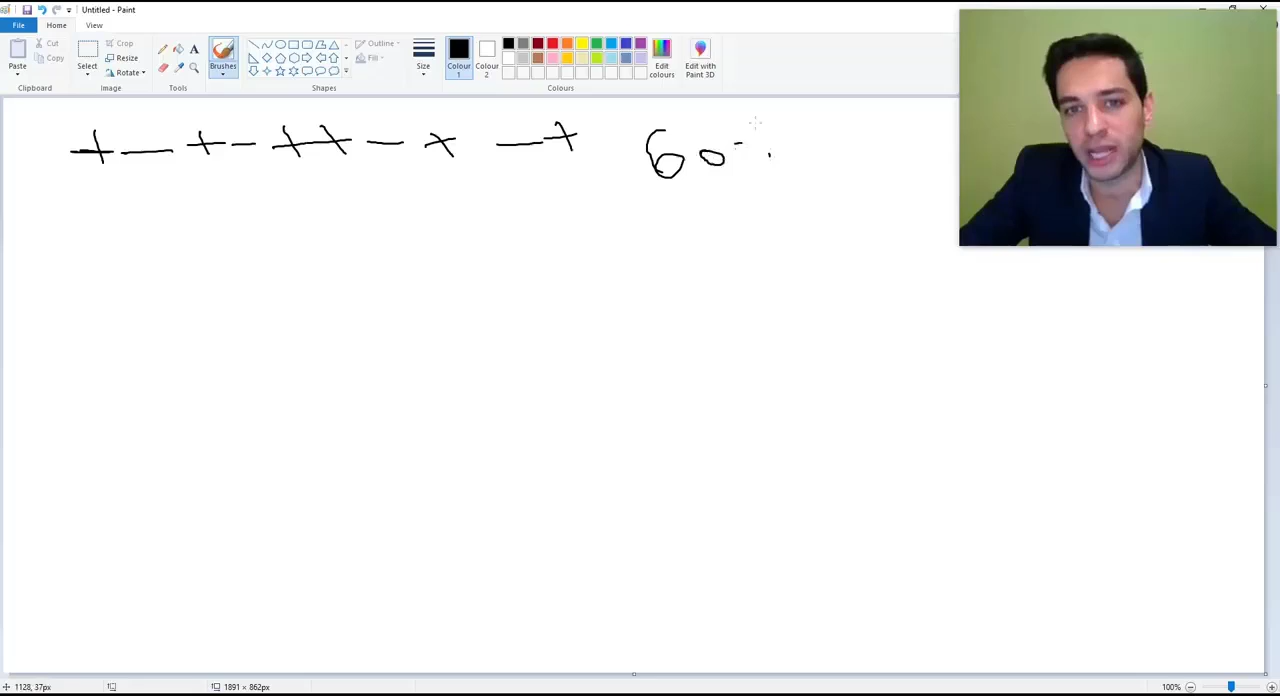 Untitled - Paint
File Home View
Paste Cut Copy Clipboard
Select Crop Resize Rotate Image
Tools
Brushes
Outline Fill Shapes
Size
Colour 1 Colour 2 Edit colours Edit with Paint 3D Colours
+ - + - + + - + - + 60
1128, 37px 1891 × 862px 100%